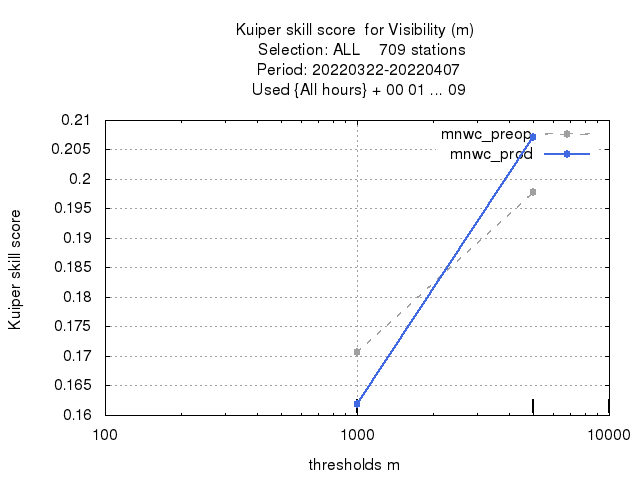 Kuiper skill score  for Visibility (m)
Selection: ALL    709 stations
Period: 20220322-20220407
Used {All hours} + 00 01 ... 09
mnwc_preop
mnwc_prod
0.21
0.205
0.2
0.195
0.19
0.185
0.18
0.175
0.17
0.165
0.16
Kuiper skill score
100
1000
10000
thresholds m